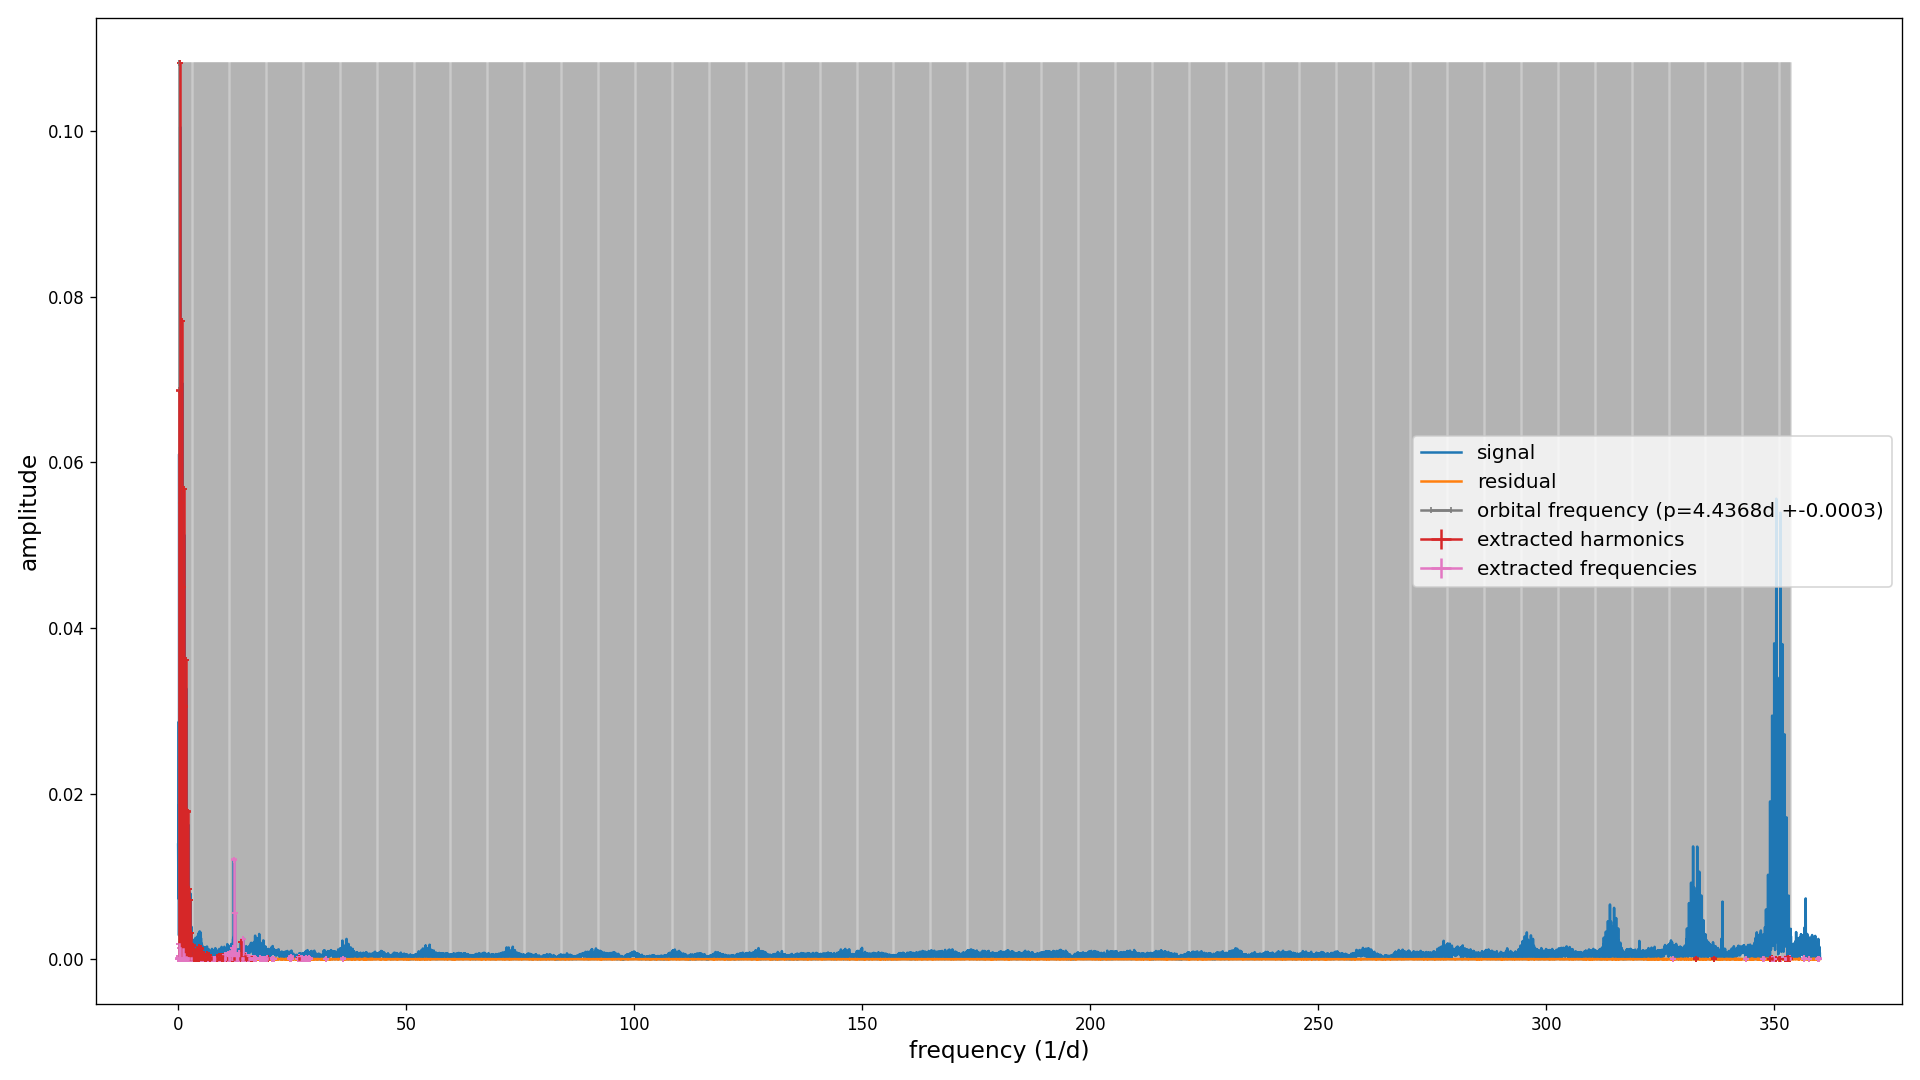 amplitude
0.10
0.08
0.06
0.04
0.02
0.00
signal
residual
orbital frequency (p=4.4368d +-0.0003)
extracted harmonics
extracted frequencies
0 50 100 150 200 250 300 350
frequency (1/d)